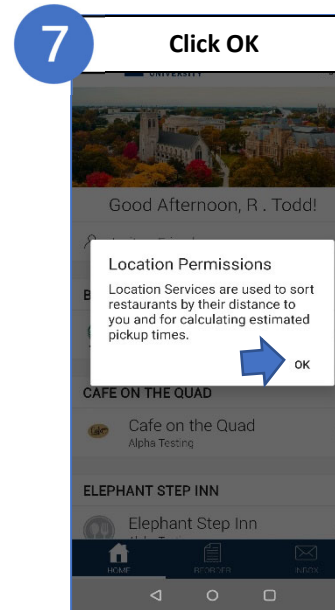 7
Click OK
UNIVERSITY
Good Afternoon, R . Todd!
Location Permissions
Location Services are used to sort
restaurants by their distance to
you and for calculating estimated
pickup times.
OK
CAFE ON THE QUAD
Cafe on the Quad
Alpha Testing
ELEPHANT STEP INN
Elephant Step Inn
HOME
REORDER
INBOX